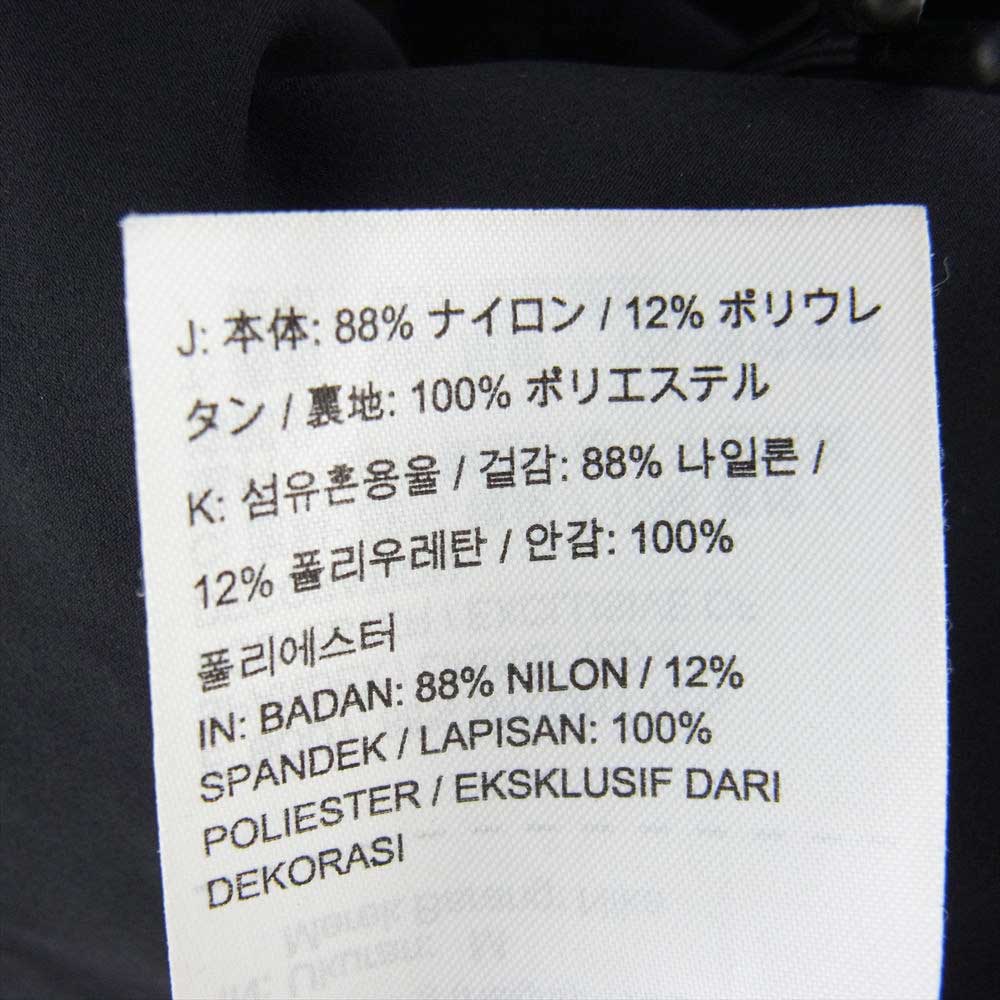 J: 本体: 88% ナイロン / 12% ポリウレ
タン / 裏地: 100% ポリエステル
K: 섬유혼용율 / 겉감: 88% 나일론 /
12% 폴리우레탄 / 안감: 100%
폴리에스터
IN: BADAN: 88% NILON / 12%
SPANDEK / LAPISAN: 100%
POLIESTER / EKSKLUSIF DARI
DEKORASI